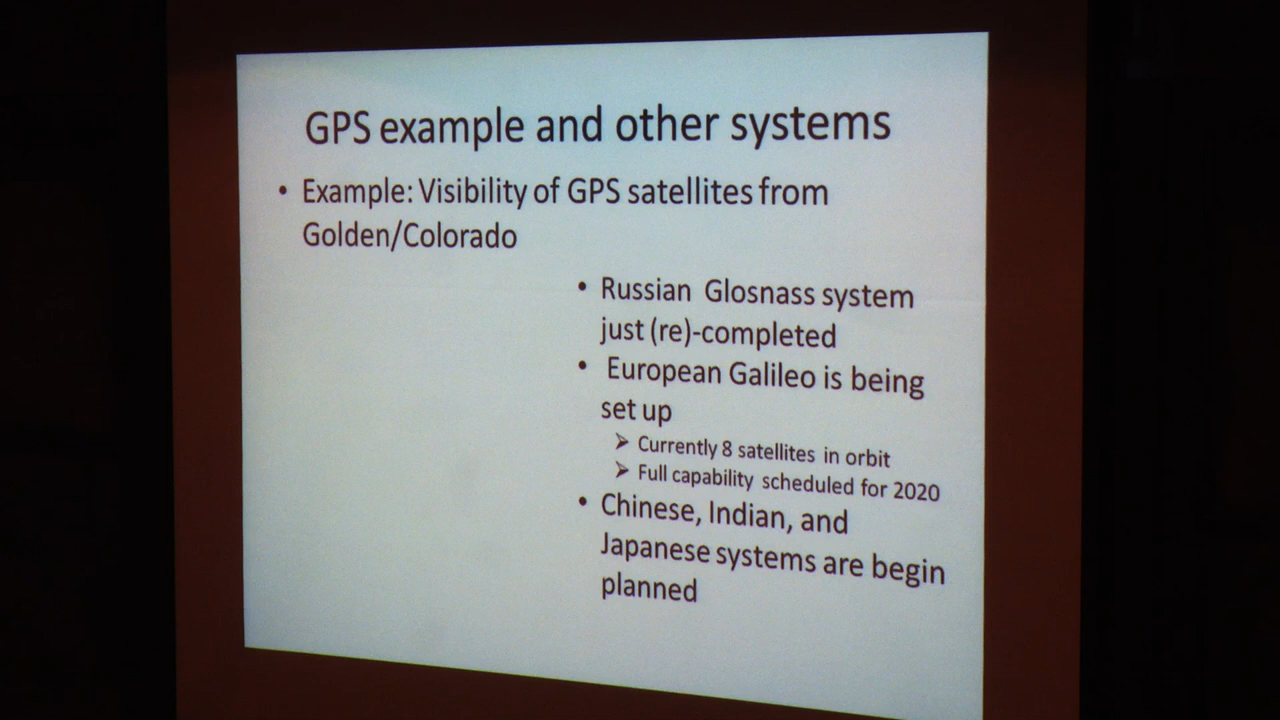 GPS example and other systems
• Example: Visibility of GPS satellites from
Golden/Colorado
• Russian Glosnass system
just (re)-completed
• European Galileo is being
set up
➢ Currently 8 satellites in orbit
➢ Full capability scheduled for 2020
• Chinese, Indian, and
Japanese systems are begin
planned